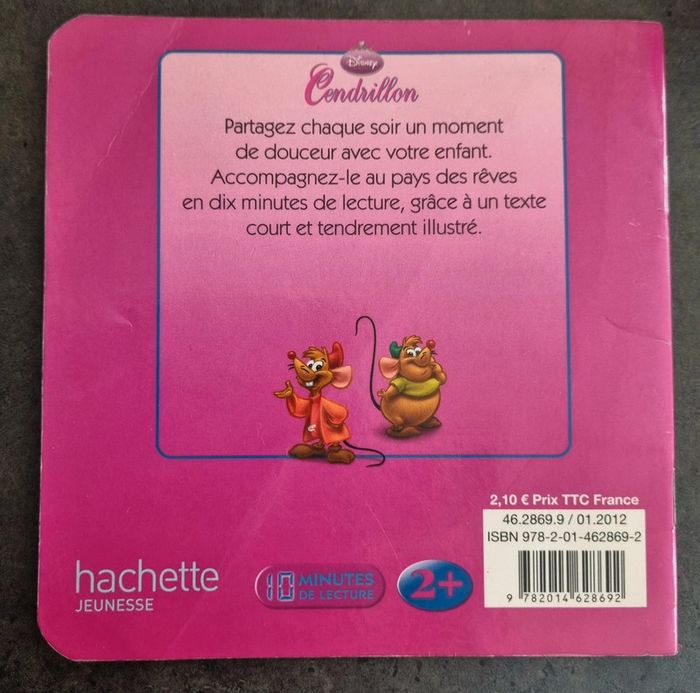 Disney
Cendrillon
Partagez chaque soir un moment
de douceur avec votre enfant.
Accompagnez-le au pays des rêves
en dix minutes de lecture, grâce à un texte
court et tendrement illustré.
2,10 € Prix TTC France
46.2869.9 / 01.2012
ISBN 978-2-01-462869-2
9 782014 628692
hachette
JEUNESSE
10 MINUTES
DE LECTURE
2+